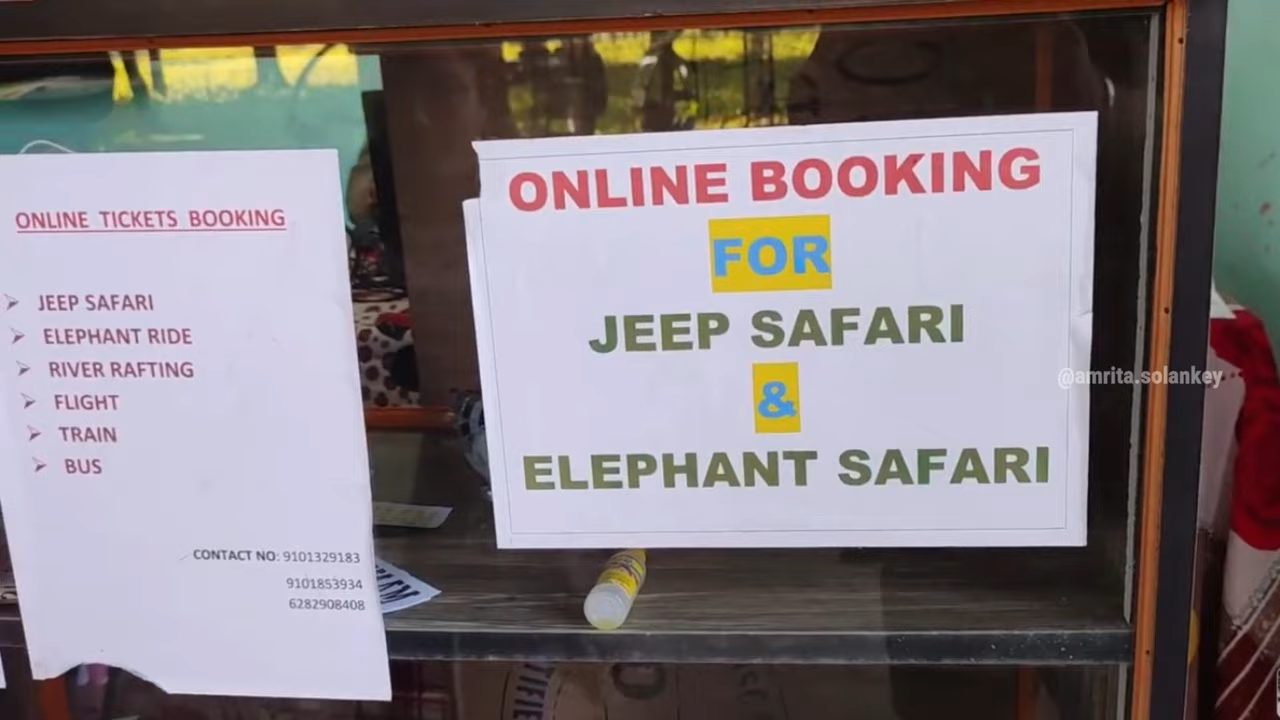 ONLINE TICKETS BOOKING
JEEP SAFARI
ELEPHANT RIDE
RIVER RAFTING
FLIGHT
TRAIN
BUS
CONTACT NO: 9101329183
9101853934
6282908408
ONLINE BOOKING
FOR
JEEP SAFARI
&
ELEPHANT SAFARI
@amrita.solankey